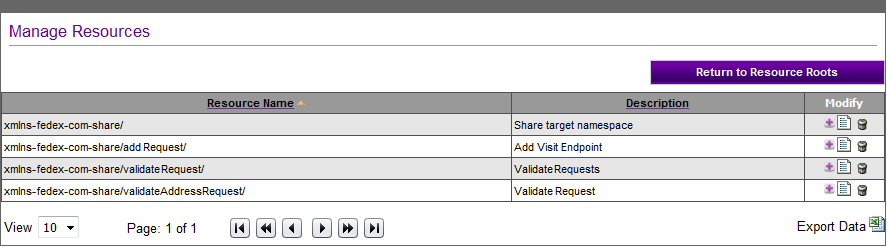 Manage Resources
Return to Resource Roots
Resource Name Description Modify
xmlns-fedex-com-share/ Share target namespace
xmlns-fedex-com-share/add Request/ Add Visit Endpoint
xmlns-fedex-com-share/validateRequest/ ValidateRequests
xmlns-fedex-com-share/validateAddressRequest/ Validate Request
View 10 Page: 1 of 1 Export Data